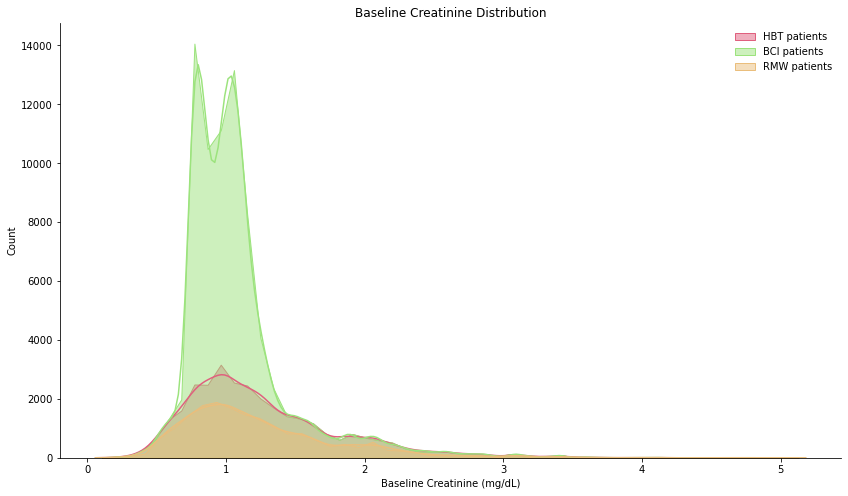 Baseline Creatinine Distribution
HBT patients
BCI patients
RMW patients
14000
12000
10000
8000
6000
4000
2000
0
Count
0 1 2 3 4 5
Baseline Creatinine (mg/dL)